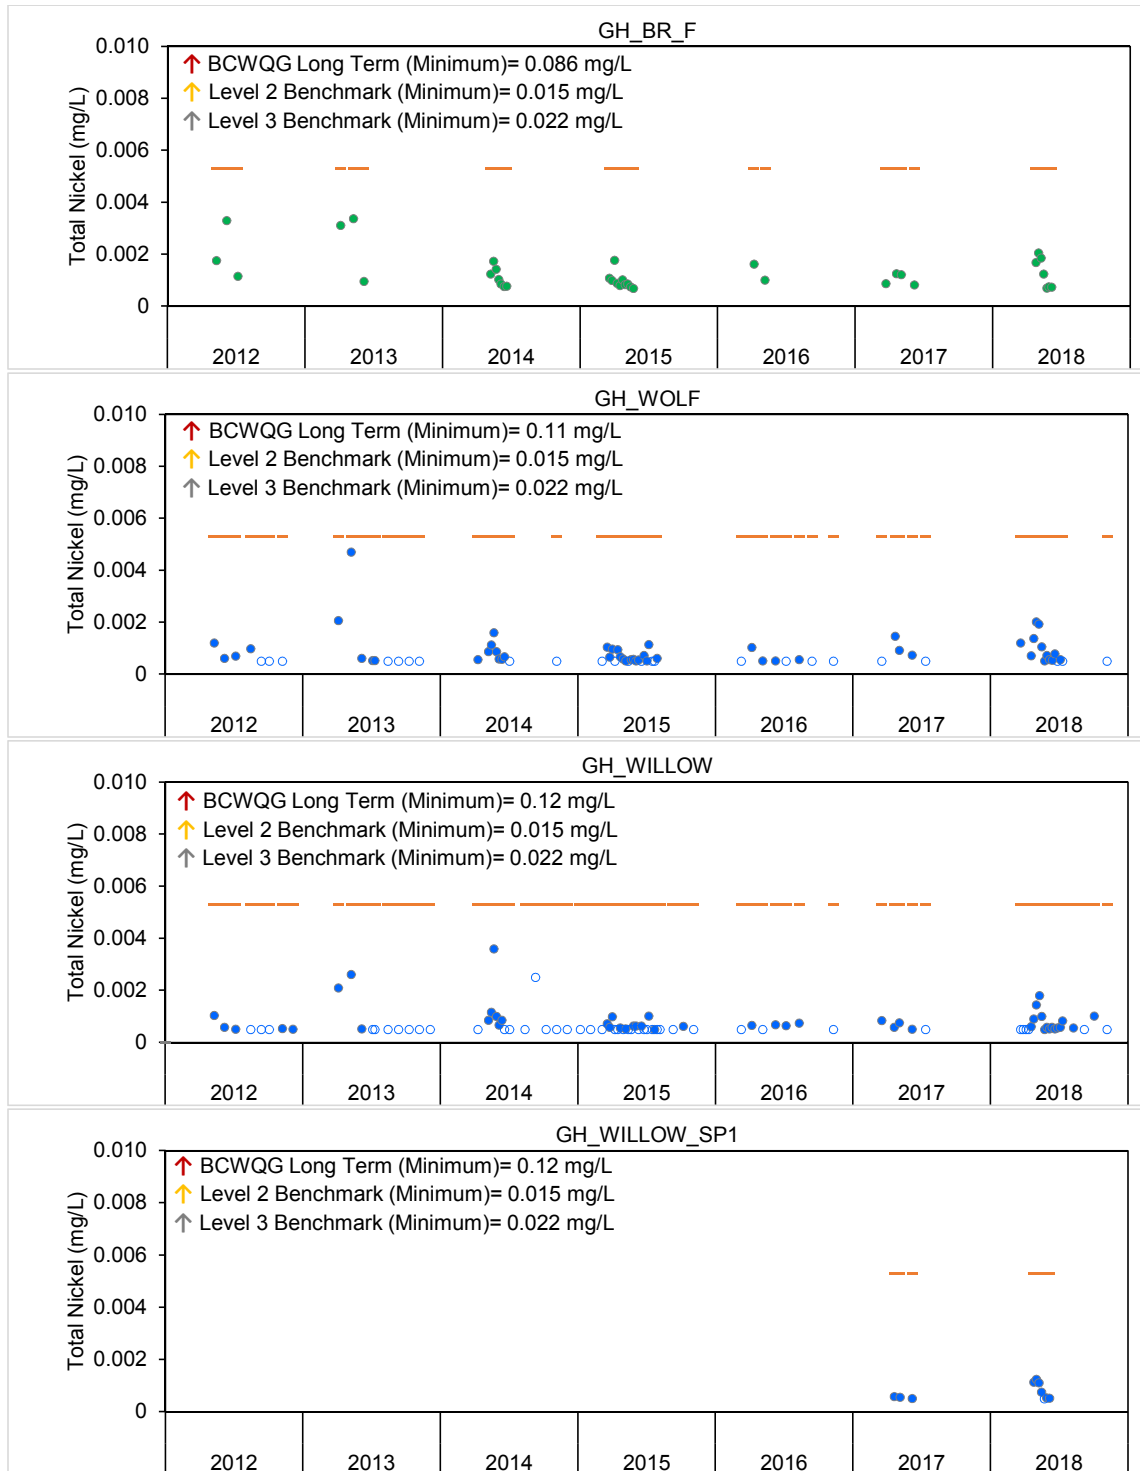 GH_BR_F
0.010
↑ BCWQG Long Term (Minimum)= 0.086 mg/L
↑ Level 2 Benchmark (Minimum)= 0.015 mg/L
↑ Level 3 Benchmark (Minimum)= 0.022 mg/L
0.008
0.006
0.004
0.002
0
Total Nickel (mg/L)
2012 2013 2014 2015 2016 2017 2018
GH_WOLF
0.010
↑ BCWQG Long Term (Minimum)= 0.11 mg/L
↑ Level 2 Benchmark (Minimum)= 0.015 mg/L
↑ Level 3 Benchmark (Minimum)= 0.022 mg/L
0.008
0.006
0.004
0.002
0
Total Nickel (mg/L)
2012 2013 2014 2015 2016 2017 2018
GH_WILLOW
0.010
↑ BCWQG Long Term (Minimum)= 0.12 mg/L
↑ Level 2 Benchmark (Minimum)= 0.015 mg/L
↑ Level 3 Benchmark (Minimum)= 0.022 mg/L
0.008
0.006
0.004
0.002
0
Total Nickel (mg/L)
2012 2013 2014 2015 2016 2017 2018
GH_WILLOW_SP1
0.010
↑ BCWQG Long Term (Minimum)= 0.12 mg/L
↑ Level 2 Benchmark (Minimum)= 0.015 mg/L
↑ Level 3 Benchmark (Minimum)= 0.022 mg/L
0.008
0.006
0.004
0.002
0
Total Nickel (mg/L)
2012 2013 2014 2015 2016 2017 2018